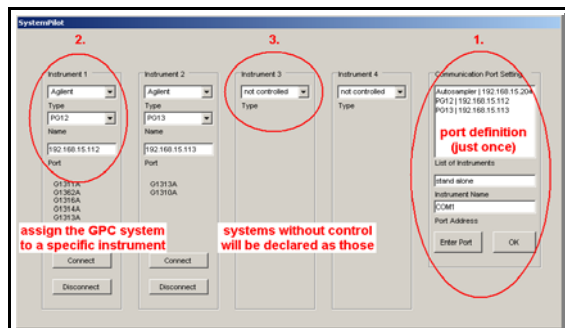 SystemPilot
2.
3.
1.
Instrument 1
Agilent
Type
PG12
Name
192.168.15.112
Port
G1311A
G1362A
G1316A
G1314A
G1313A
Connect
Disconnect
Instrument 2
Agilent
Type
PG13
Name
192.168.15.113
Port
G1313A
G1310A
Connect
Disconnect
assign the GPC system
to a specific instrument
Instrument 3
not controlled
Type
systems without control
will be declared as those
Instrument 4
not controlled
Type
Communication Port Setting
Autosampler | 192.168.15.204
PG12 | 192.168.15.112
PG13 | 192.168.15.113
port definition
(just once)
List of Instruments
stand alone
Instrument Name
COM1
Port Address
Enter Port
OK